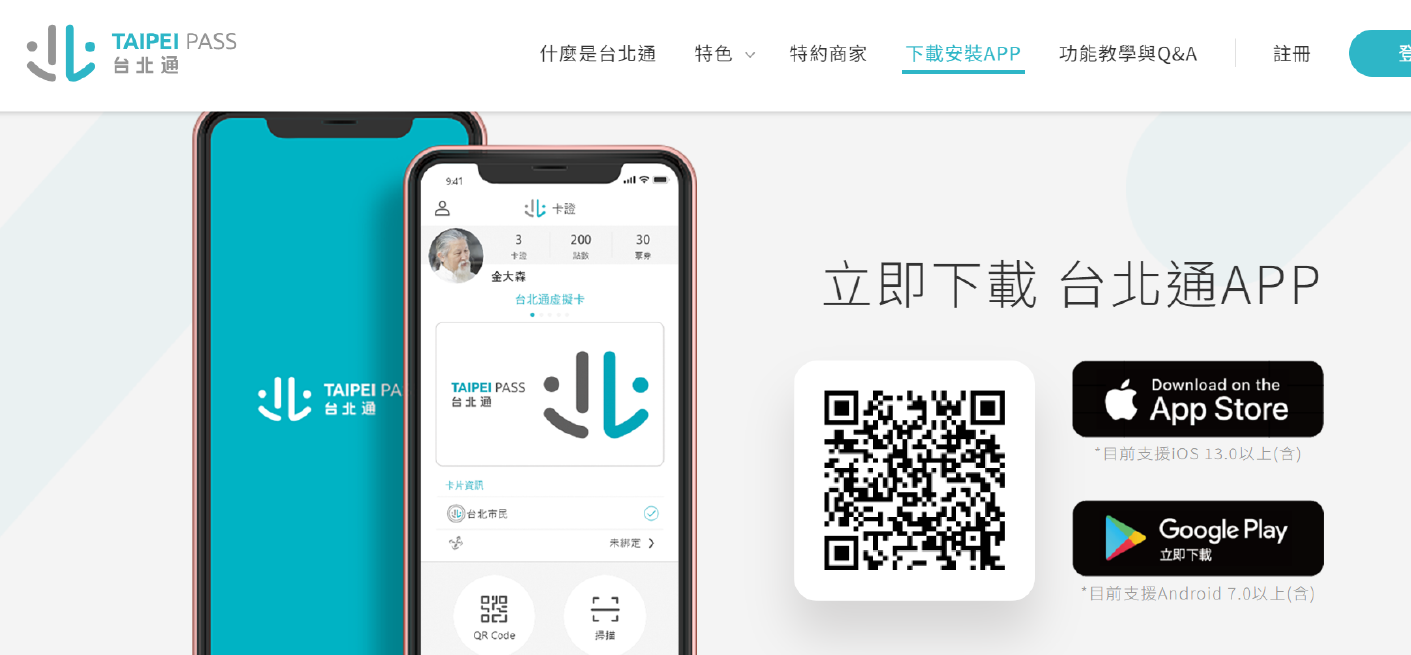 TAIPEI PASS
台北通
什麼是台北通
特色
特約商家
下載安裝APP
功能教學與Q&A
註冊
登
9:41
卡證
3
200
30
卡證
點數
票券
金大森
台北通虛擬卡
TAIPEI PASS
台北通
TAIPEI PA
台北通
卡片資訊
台北市民
未綁定
QR Code
掃描
立即下載 台北通APP
Download on the
App Store
*目前支援iOS 13.0以上(含)
Google Play
立即下載
*目前支援Android 7.0以上(含)